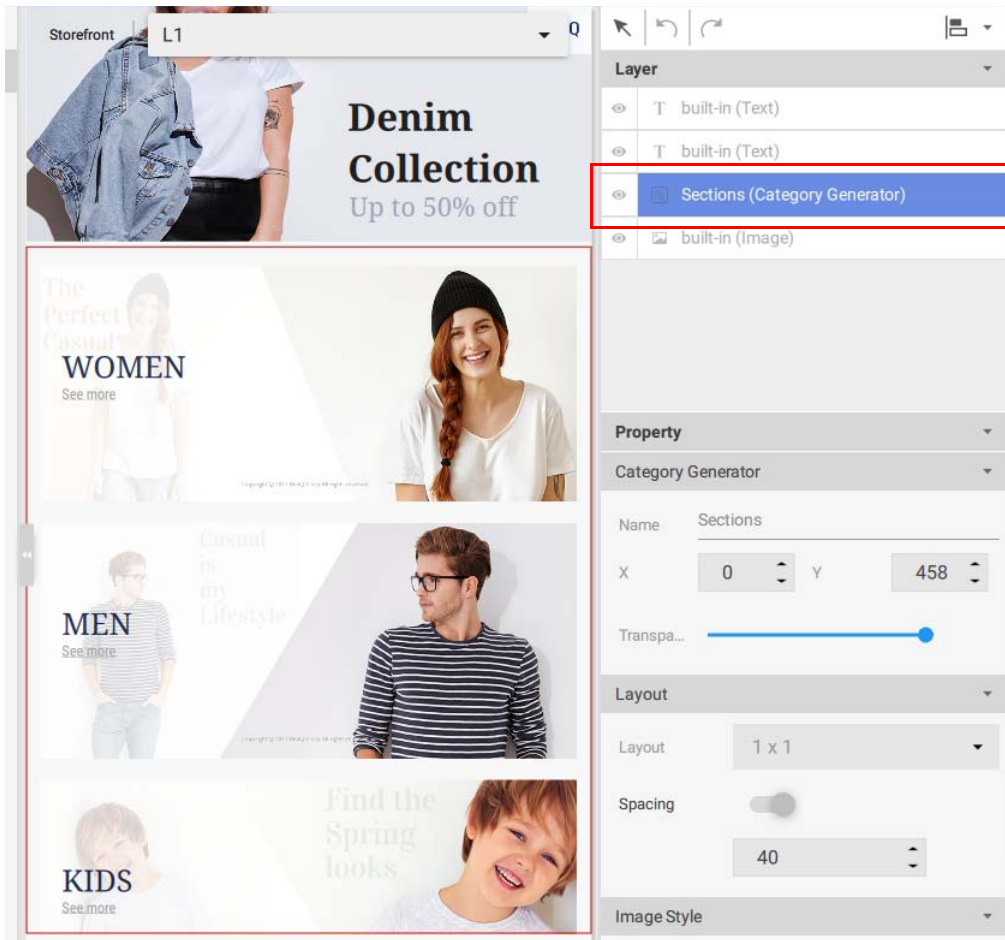 Storefront
L1
Q
Denim
Collection
Up to 50% off
The
Perfect
Casual
WOMEN
See more
Casual
is
my
Lifestyle
MEN
See more
Find the
Spring
looks
KIDS
See more
Layer
T built-in (Text)
T built-in (Text)
Sections (Category Generator)
built-in (Image)
Property
Category Generator
Name Sections
X 0 Y 458
Transpa...
Layout
Layout 1 x 1
Spacing
40
Image Style